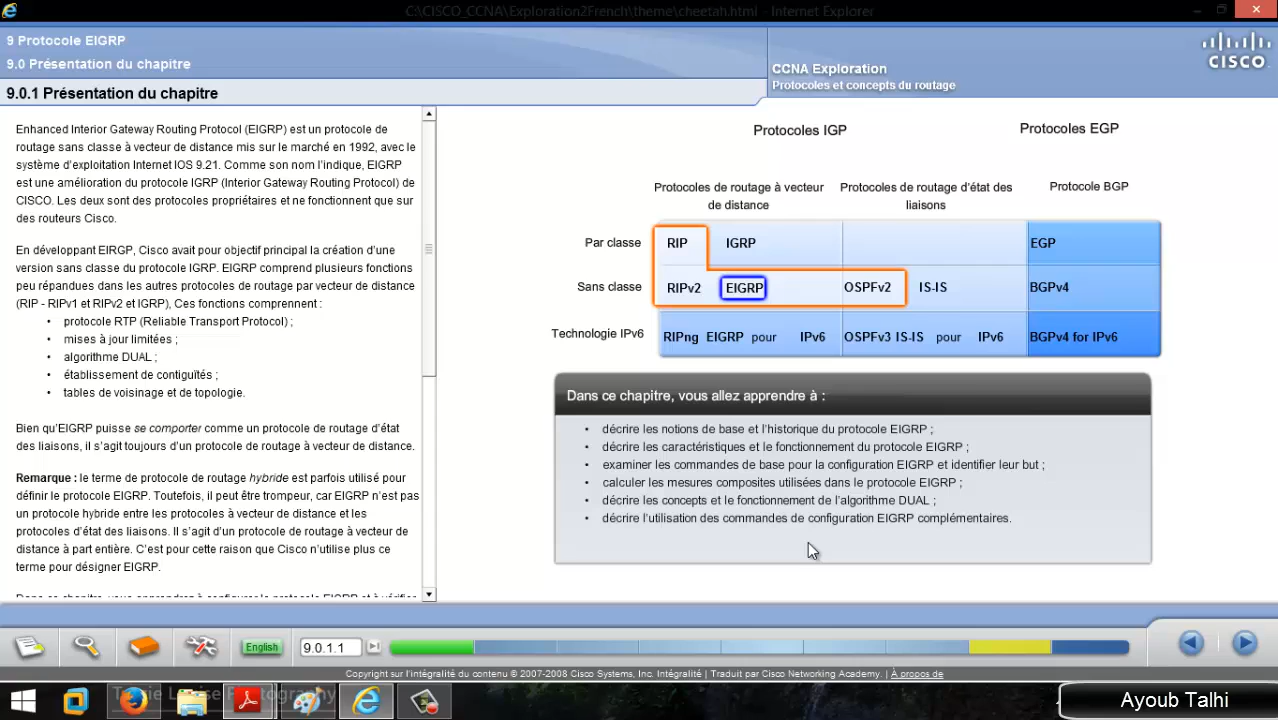 C:\CISCO_CCNA\Exploration2French\theme\cheetah.html - Internet Explorer
9 Protocole EIGRP
9.0 Présentation du chapitre
9.0.1 Présentation du chapitre
CCNA Exploration
Protocoles et concepts du routage
CISCO
Enhanced Interior Gateway Routing Protocol (EIGRP) est un protocole de
routage sans classe à vecteur de distance mis sur le marché en 1992, avec le
système d'exploitation Internet IOS 9.21. Comme son nom l'indique, EIGRP
est une amélioration du protocole IGRP (Interior Gateway Routing Protocol) de
CISCO. Les deux sont des protocoles propriétaires et ne fonctionnent que sur
des routeurs Cisco.
En développant EIRGP, Cisco avait pour objectif principal la création d'une
version sans classe du protocole IGRP. EIGRP comprend plusieurs fonctions
peu répandues dans les autres protocoles de routage par vecteur de distance
(RIP - RIPv1 et RIPv2 et IGRP), Ces fonctions comprennent :
• protocole RTP (Reliable Transport Protocol) ;
• mises à jour limitées ;
• algorithme DUAL ;
• établissement de contiguïtés ;
• tables de voisinage et de topologie.
Bien qu'EIGRP puisse se comporter comme un protocole de routage d'état
des liaisons, il s'agit toujours d'un protocole de routage à vecteur de distance.
Remarque : le terme de protocole de routage hybride est parfois utilisé pour
définir le protocole EIGRP. Toutefois, il peut être trompeur, car EIGRP n'est pas
un protocole hybride entre les protocoles à vecteur de distance et les
protocoles d'état des liaisons. Il s'agit d'un protocole de routage à vecteur de
distance à part entière. C'est pour cette raison que Cisco n'utilise plus ce
terme pour désigner EIGRP.
Dans ce chapitre, vous apprendrez à configurer le protocole EIGRP et à vérifier
Protocoles IGP
Protocoles EGP
Protocoles de routage à vecteur
de distance
Protocoles de routage d'état des
liaisons
Protocole BGP
Par classe RIP IGRP EGP
Sans classe RIPv2 EIGRP OSPFv2 IS-IS BGPv4
Technologie IPv6 RIPng EIGRP pour IPv6 OSPFv3 IS-IS pour IPv6 BGPv4 for IPv6
Dans ce chapitre, vous allez apprendre à :
• décrire les notions de base et l'historique du protocole EIGRP ;
• décrire les caractéristiques et le fonctionnement du protocole EIGRP ;
• examiner les commandes de base pour la configuration EIGRP et identifier leur but ;
• calculer les mesures composites utilisées dans le protocole EIGRP ;
• décrire les concepts et le fonctionnement de l'algorithme DUAL ;
• décrire l'utilisation des commandes de configuration EIGRP complémentaires.
English
9.0.1.1
Copyright sur l'intégralité du contenu © 2007-2008 Cisco Systems, Inc. Intégralité | Traduit par Cisco Networking Academy. | À propos de
Ayoub Talhi